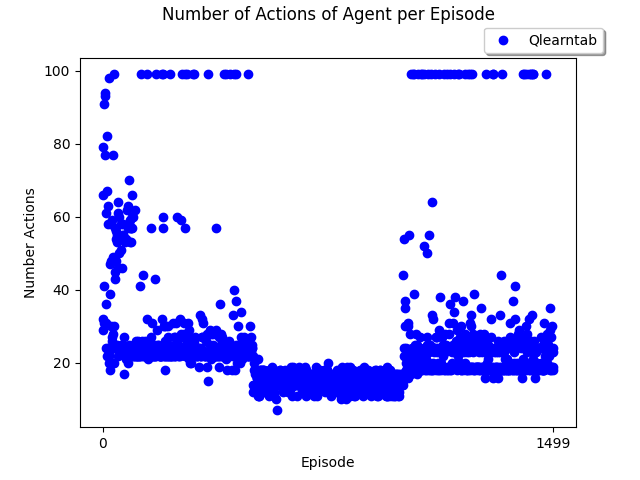 Number of Actions of Agent per Episode
Qlearntab
100
80
60
40
20
Number Actions
0
1499
Episode